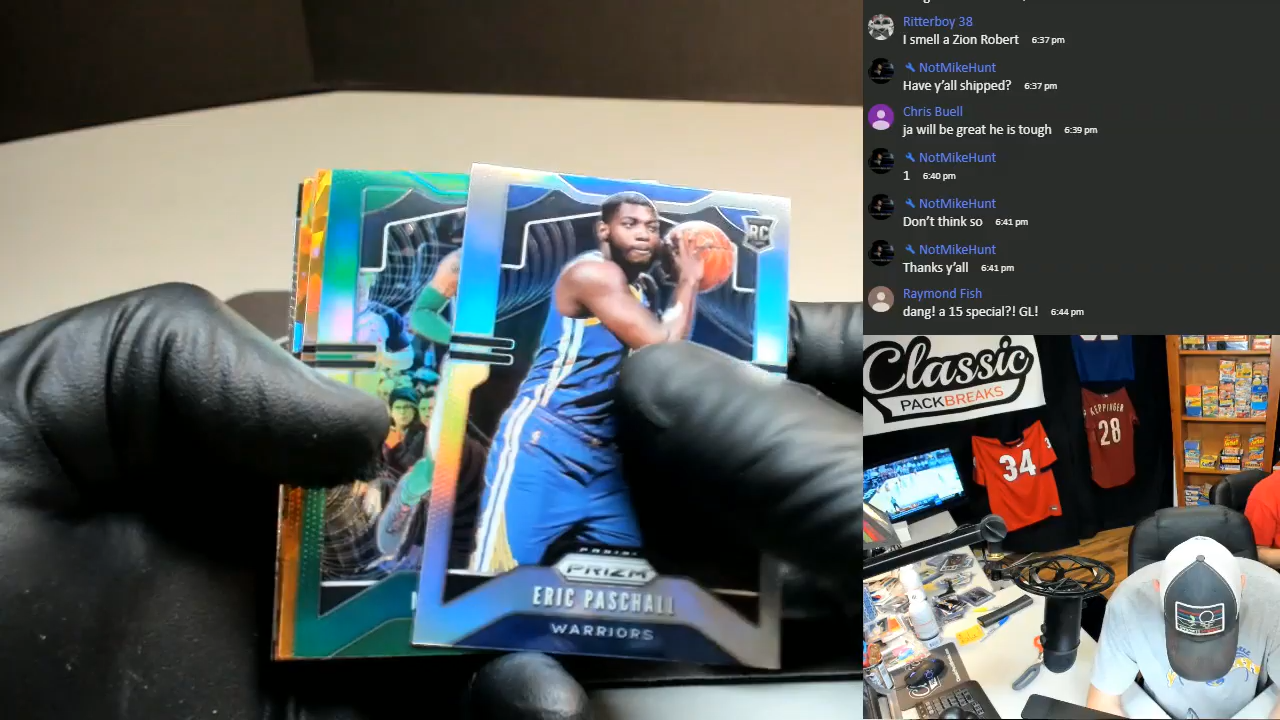 Ritterboy 38
I smell a Zion Robert 6:37 pm
NotMikeHunt
Have y'all shipped? 6:37 pm
Chris Buell
ja will be great he is tough 6:39 pm
NotMikeHunt
1 6:40 pm
NotMikeHunt
Don't think so 6:41 pm
NotMikeHunt
Thanks y'all 6:41 pm
Raymond Fish
dang! a 15 special?! GL! 6:44 pm
RC
PANINI
PRIZM
ERIC PASCHALL
WARRIORS
Classic
PACKBREAKS
34
KEPPINGER
28